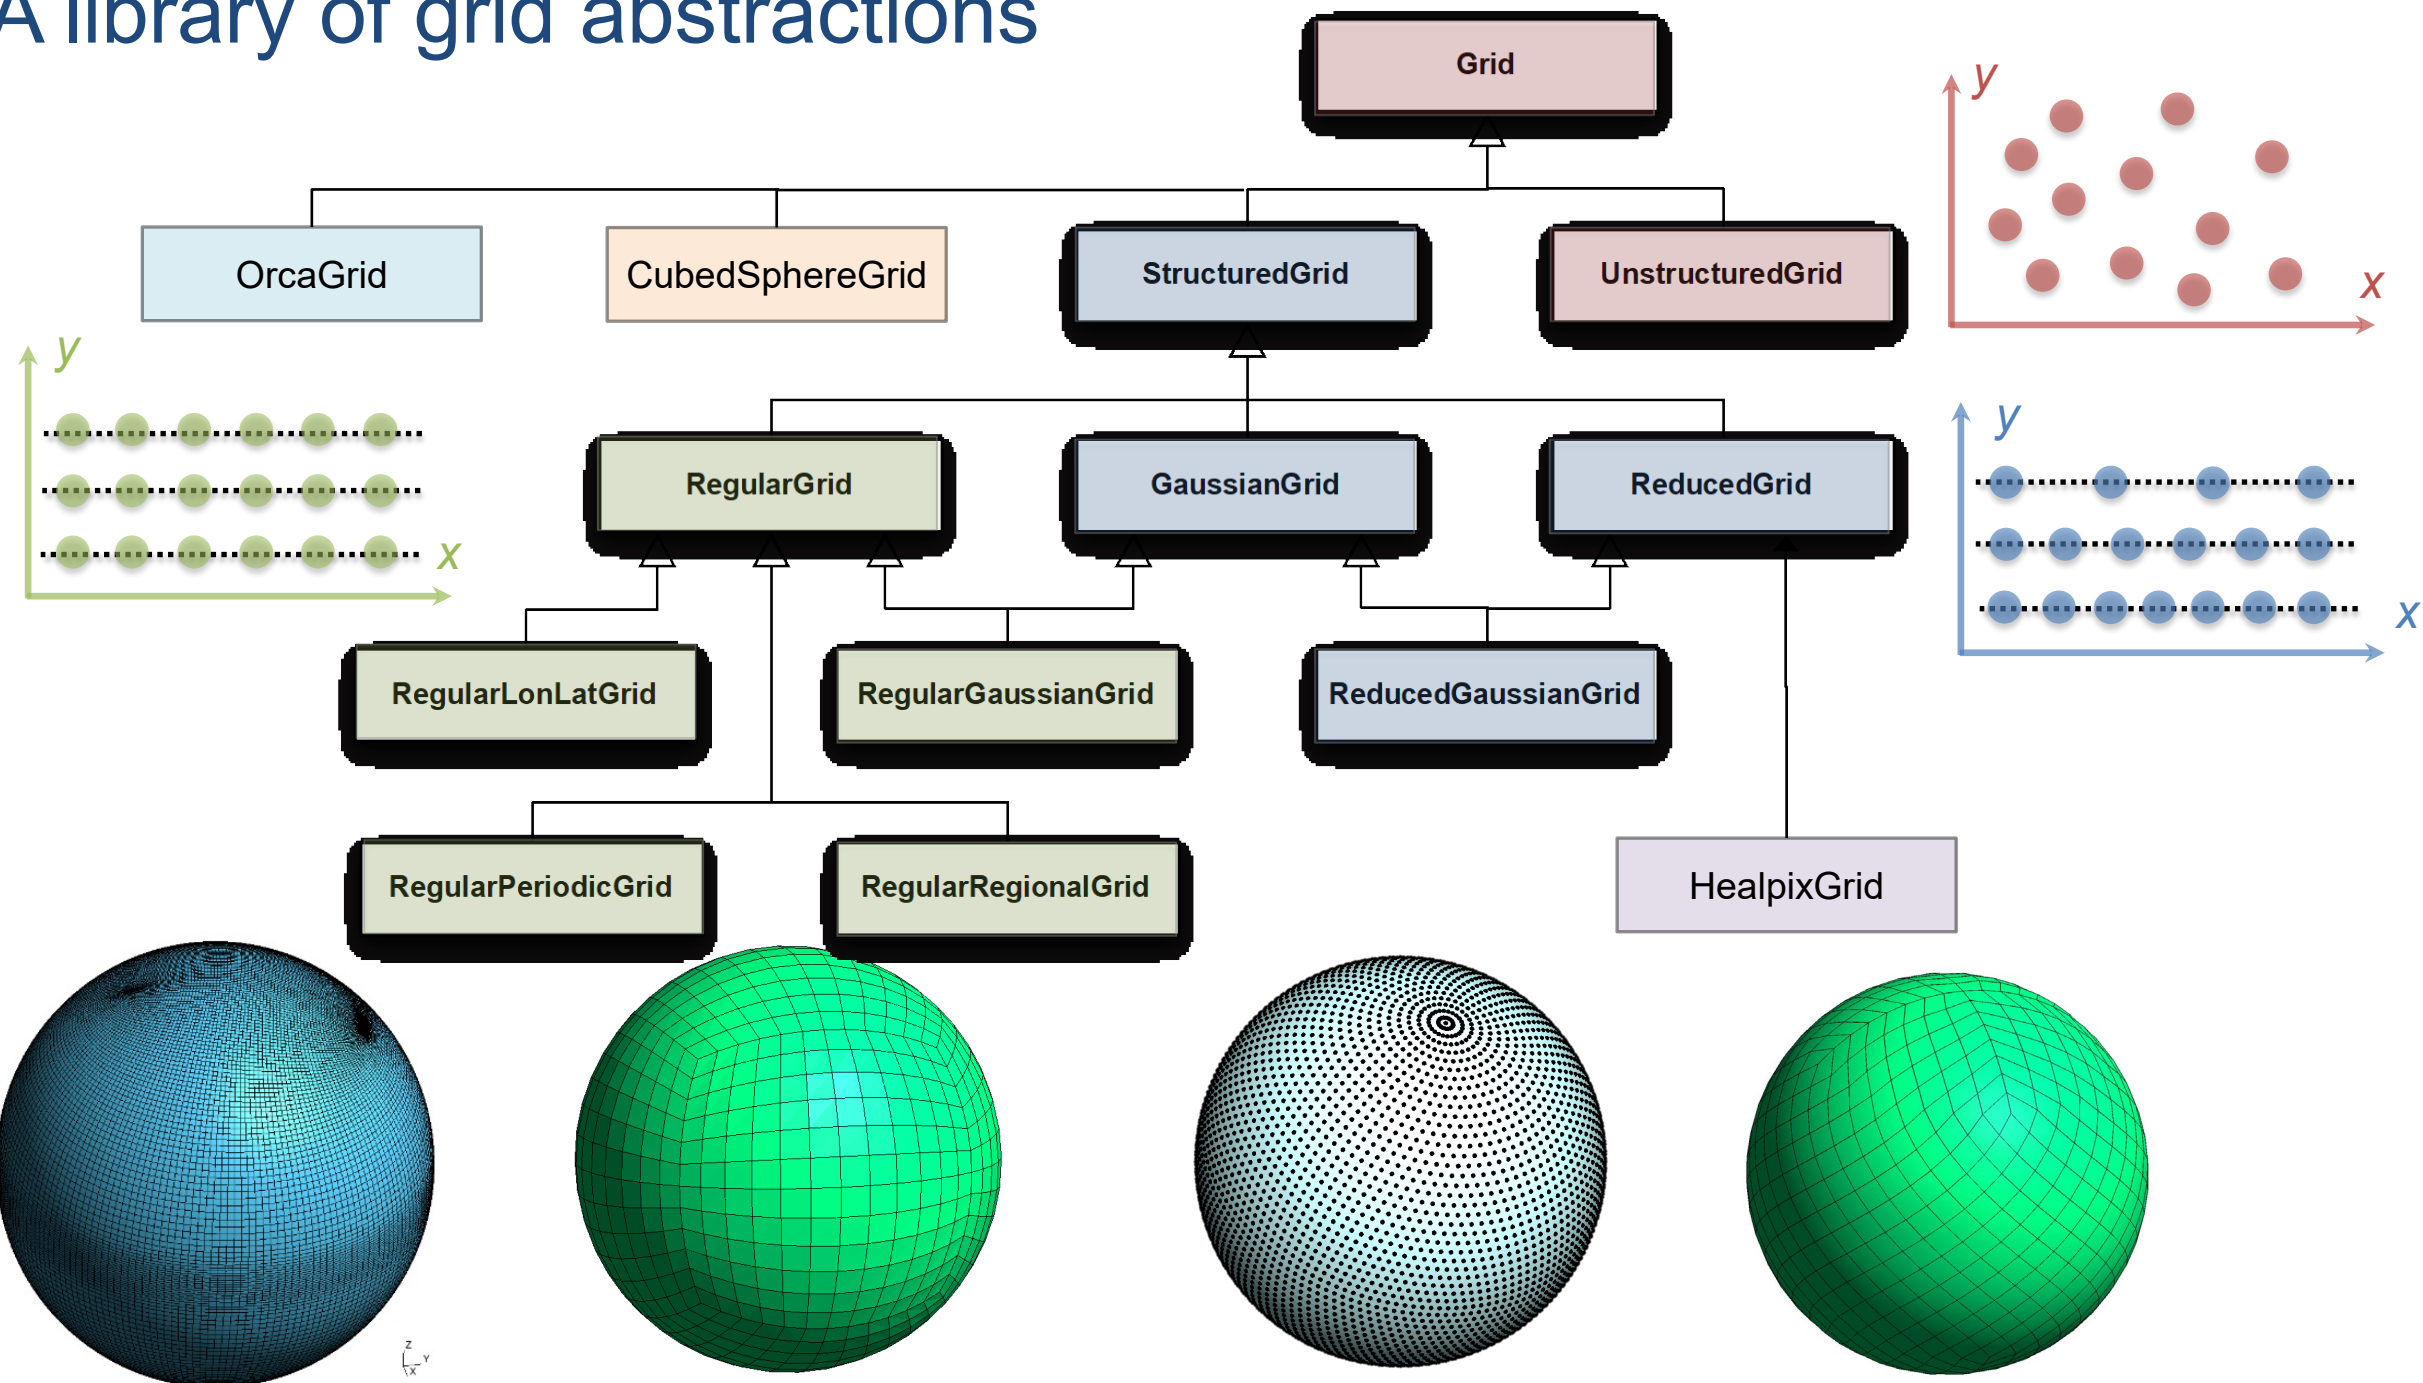 A library of grid abstractions
Grid
y
x
OrcaGrid
CubedSphereGrid
StructuredGrid
UnstructuredGrid
y
x
RegularGrid
GaussianGrid
ReducedGrid
y
x
RegularLonLatGrid
RegularGaussianGrid
ReducedGaussianGrid
RegularPeriodicGrid
RegularRegionalGrid
HealpixGrid
Z
Y
X